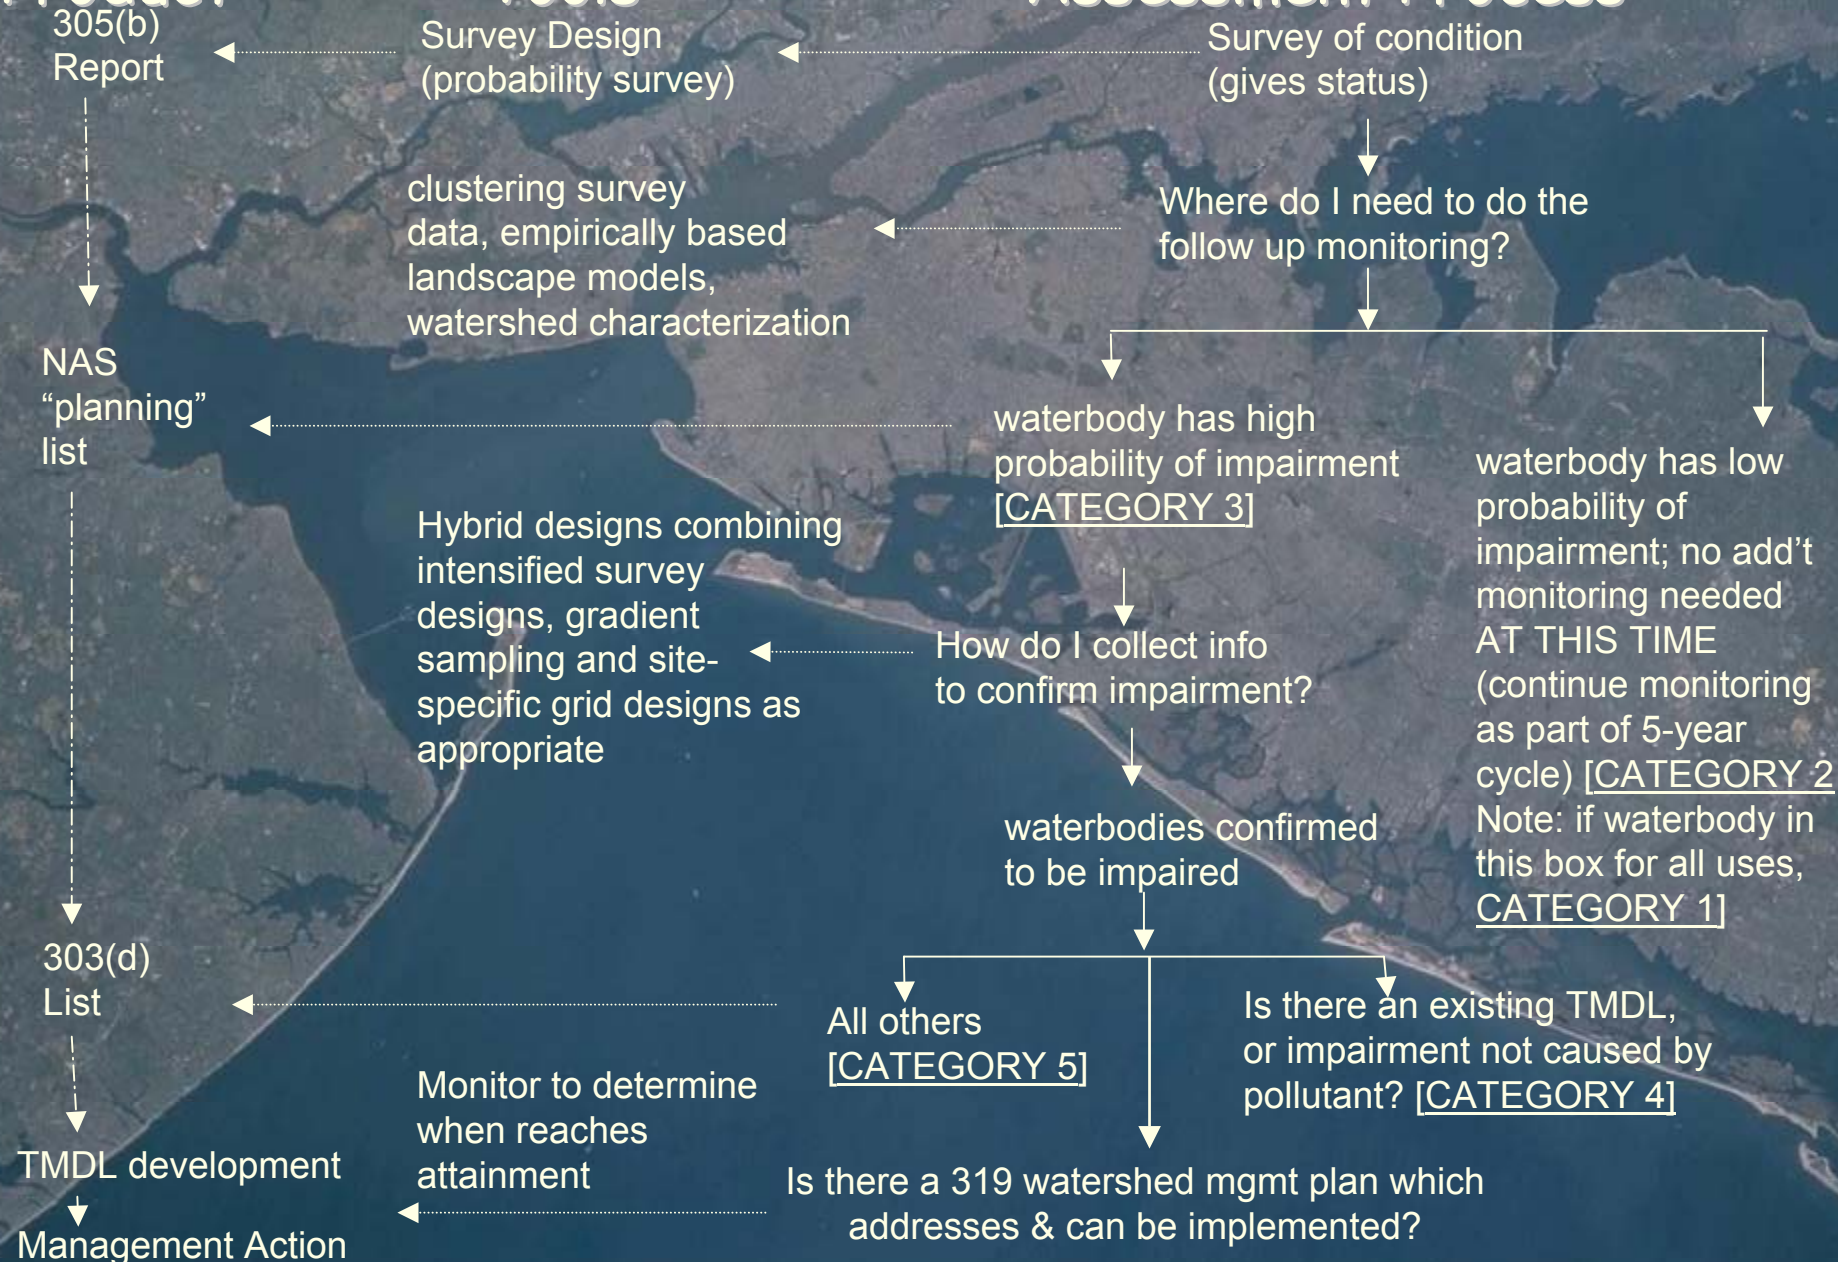 Product Tools Assessment Process
305(b)
Report
Survey Design
(probability survey)
Survey of condition
(gives status)
clustering survey
data, empirically based
landscape models,
watershed characterization
Where do I need to do the
follow up monitoring?
NAS
“planning”
list
waterbody has high
probability of impairment
[CATEGORY 3]
waterbody has low
probability of
impairment; no add't
monitoring needed
AT THIS TIME
(continue monitoring
as part of 5-year
cycle) [CATEGORY 2
Note: if waterbody in
this box for all uses,
CATEGORY 1]
Hybrid designs combining
intensified survey
designs, gradient
sampling and site-
specific grid designs as
appropriate
How do I collect info
to confirm impairment?
waterbodies confirmed
to be impaired
303(d)
List
All others
[CATEGORY 5]
Is there an existing TMDL,
or impairment not caused by
pollutant? [CATEGORY 4]
Monitor to determine
when reaches
attainment
TMDL development
Management Action
Is there a 319 watershed mgmt plan which
addresses & can be implemented?